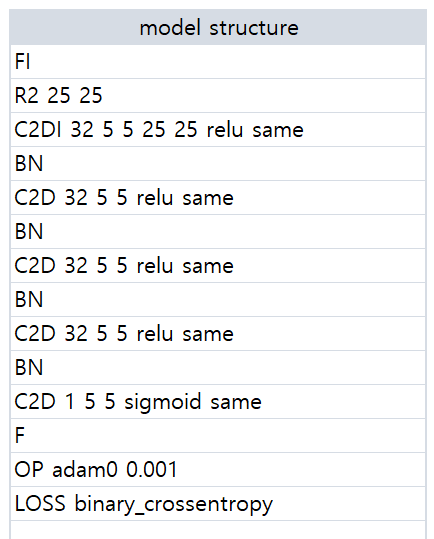 model structure
FI
R2 25 25
C2DI 32 5 5 25 25 relu same
BN
C2D 32 5 5 relu same
BN
C2D 32 5 5 relu same
BN
C2D 32 5 5 relu same
BN
C2D 1 5 5 sigmoid same
F
OP adam0 0.001
LOSS binary_crossentropy